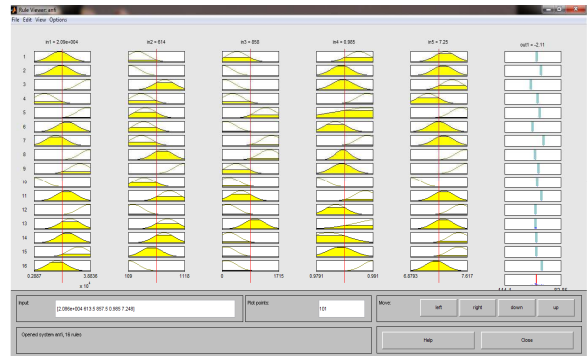 Rule Viewer: anfi
File Edit View Options
in1 = 2.09e+004 in2 = 614 in3 = 858 in4 = 0.985 in5 = 7.25 out1 = -2.11
1
2
3
4
5
6
7
8
9
10
11
12
13
14
15
16
0.2887 3.8836 109 1118 0 1715 0.9791 0.991 6.8793 7.617
x 10⁴
Input:
[2.086e+004 613.5 857.5 0.985 7.248]
Plot points:
101
Move:
left right down up
Opened system anfi, 16 rules
Help Close